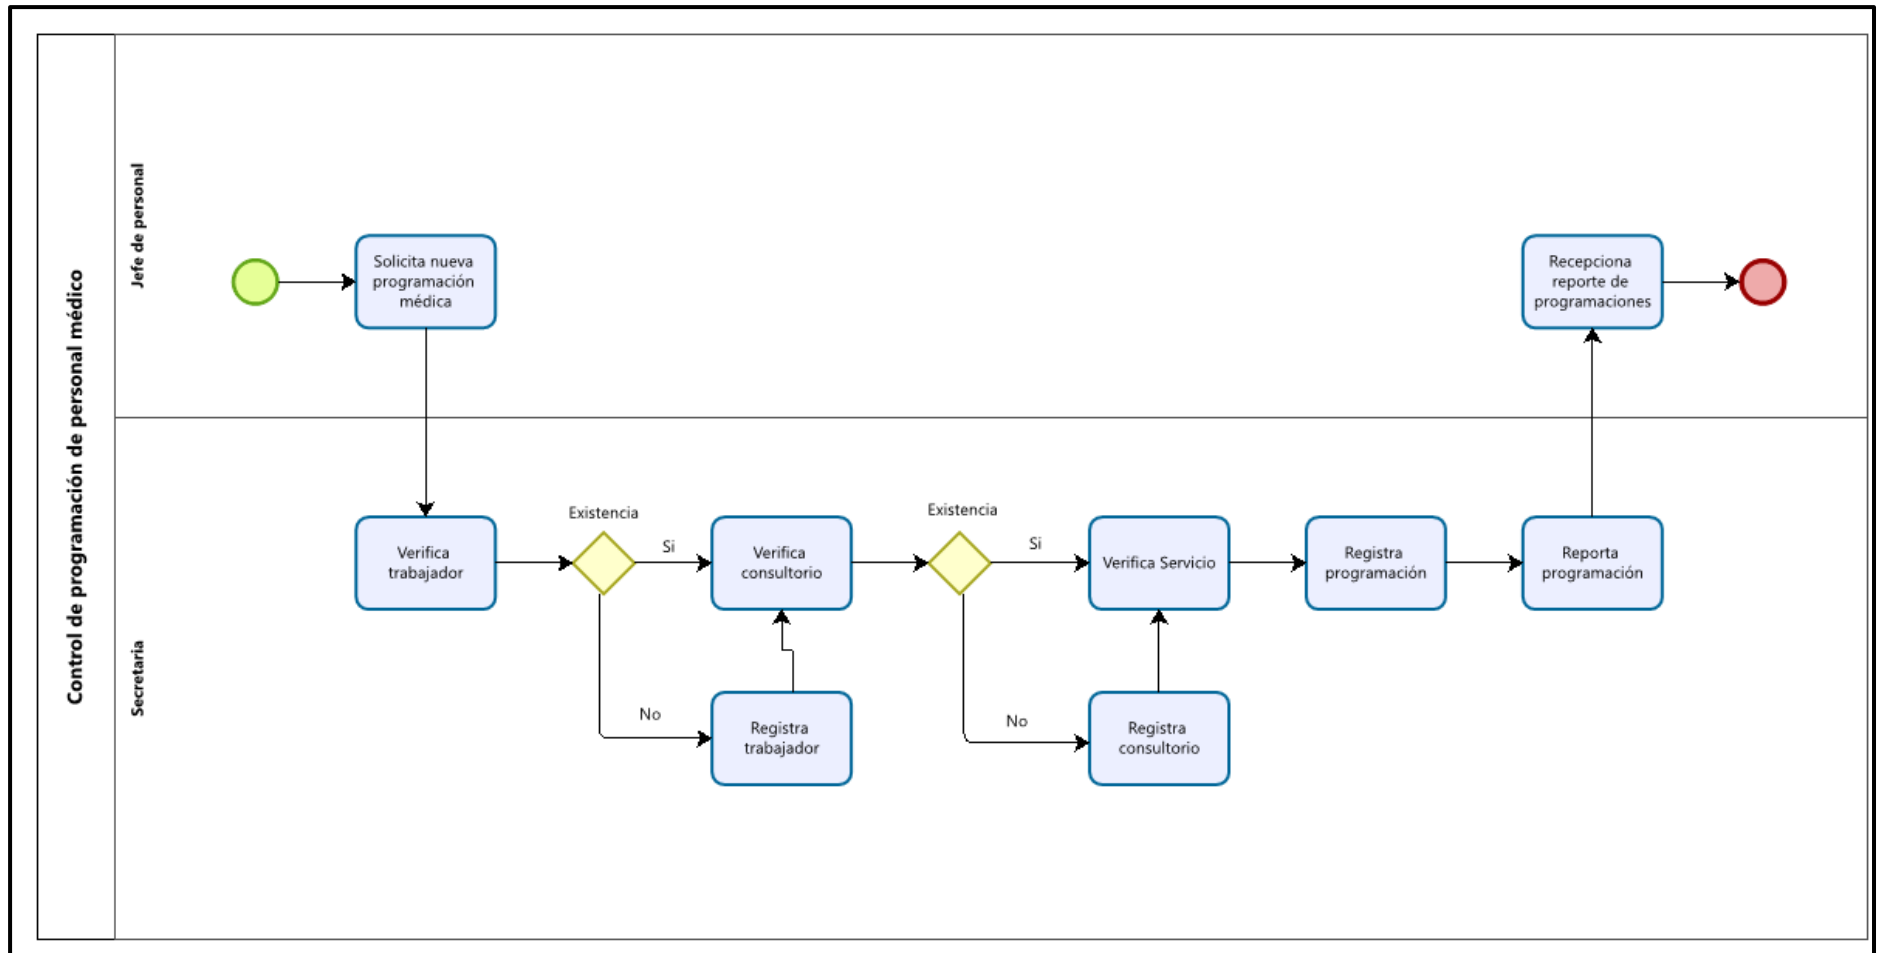 Control de programación de personal médico
Jefe de personal
Solicita nueva
programación
médica
Recepciona
reporte de
programaciones
Secretaria
Verifica
trabajador
Existencia
Si
No
Verifica
consultorio
Registra
trabajador
Existencia
Si
No
Verifica Servicio
Registra
consultorio
Registra
programación
Reporta
programación